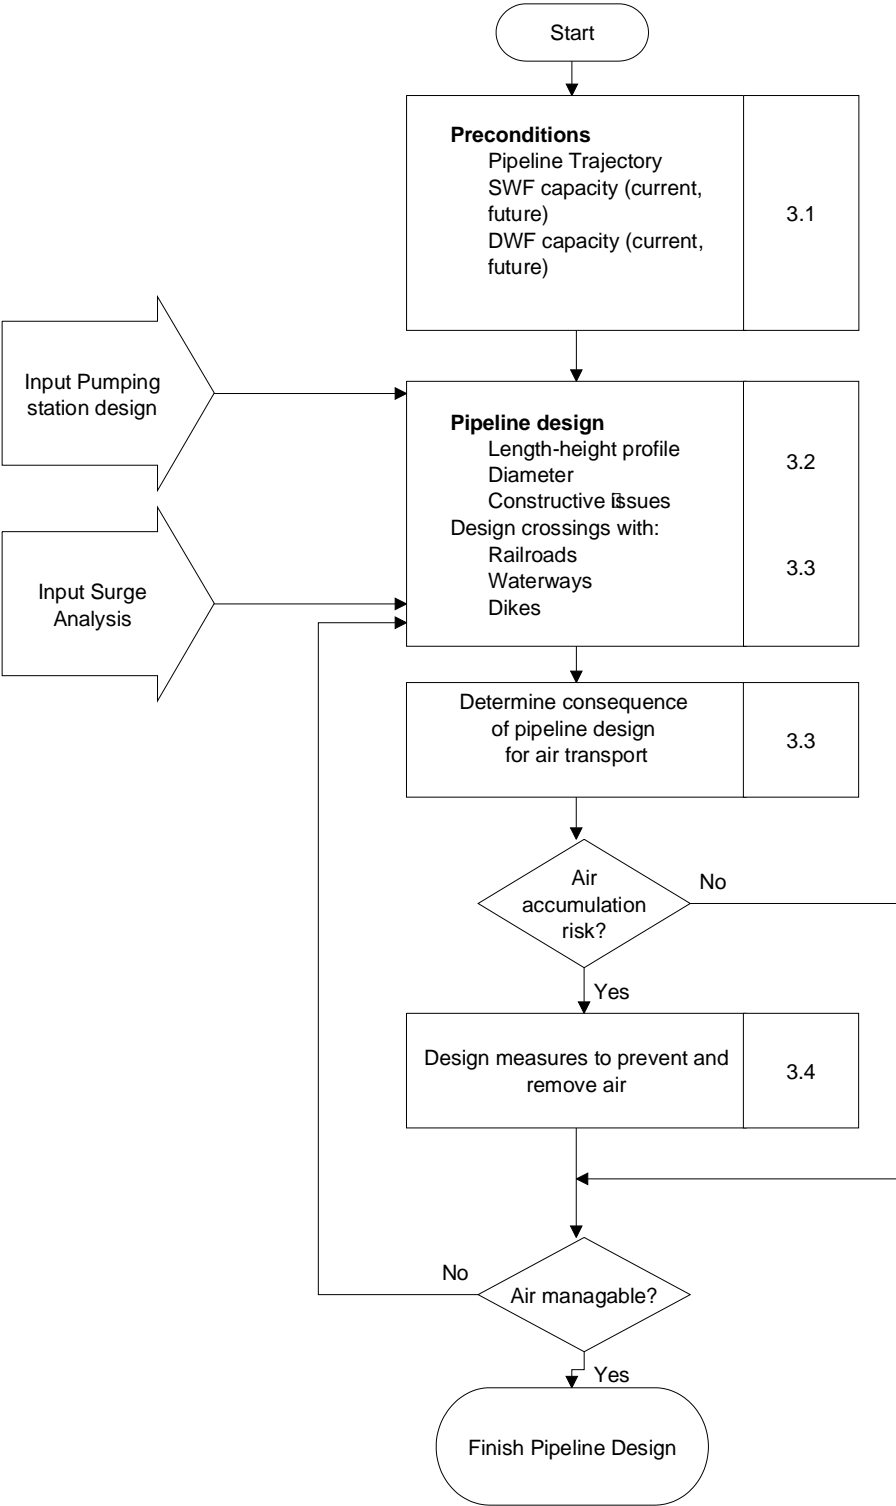 Start
Preconditions
Pipeline Trajectory
SWF capacity (current,
future)
DWF capacity (current,
future)
3.1
Input Pumping
station design
Pipeline design
Length-height profile
Diameter
Constructive issues
Design crossings with:
Railroads
Waterways
Dikes
3.2
3.3
Input Surge
Analysis
Determine consequence
of pipeline design
for air transport
3.3
Air
accumulation
risk?
No
Yes
Design measures to prevent and
remove air
3.4
No
Air managable?
Yes
Finish Pipeline Design